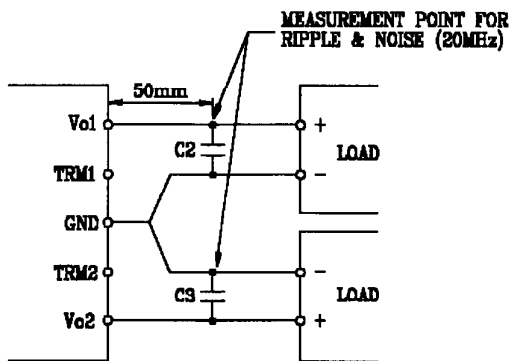 MEASUREMENT POINT FOR
RIPPLE & NOISE (20MHz)
50mm
Vo1
+
C2
LOAD
TRM1
−
GND
TRM2
−
C3
LOAD
Vo2
+